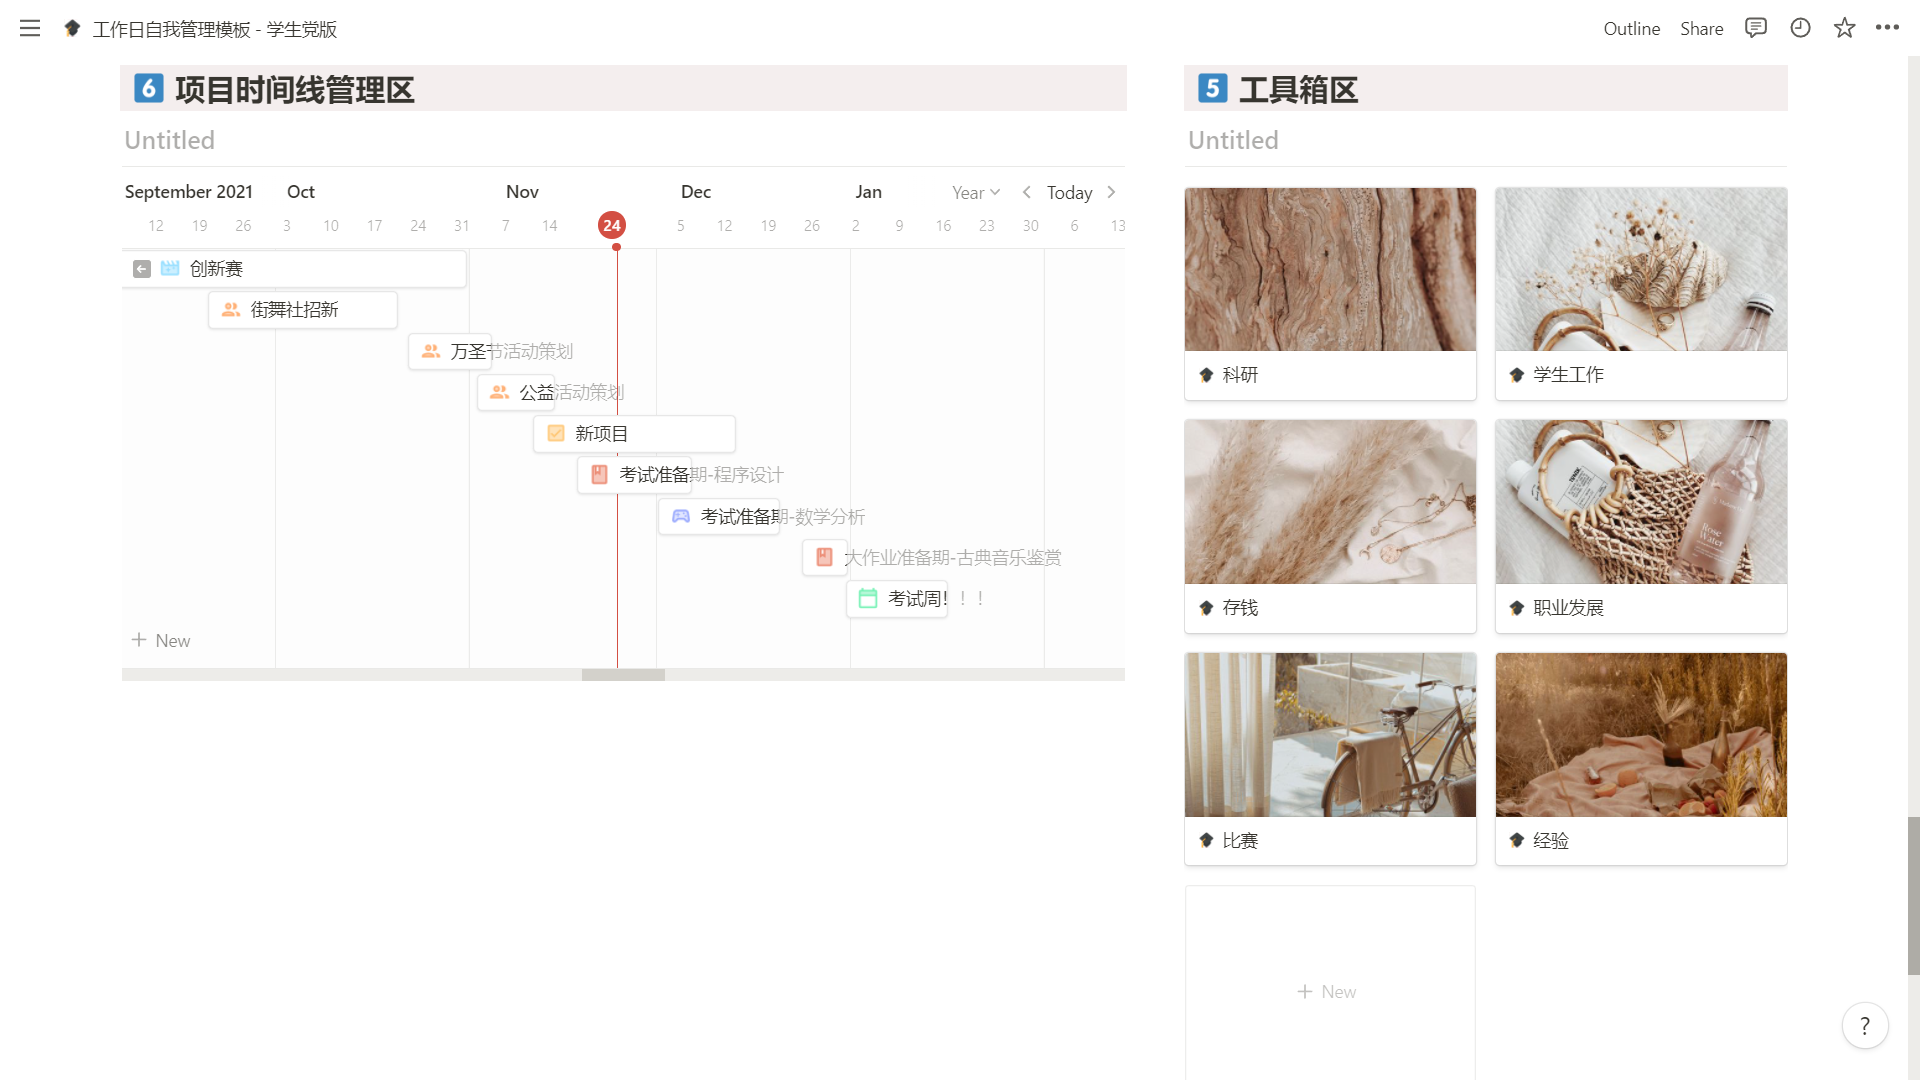 工作日自我管理模板 - 学生党版
Outline Share
6 项目时间线管理区
Untitled
September 2021 Oct Nov Dec Jan Year Today
12 19 26 3 10 17 24 31 7 14 24 5 12 19 26 2 9 16 23 30 6 13
创新赛
街舞社招新
万圣节活动策划
公益活动策划
新项目
考试准备期-程序设计
考试准备期-数学分析
大作业准备期-古典音乐鉴赏
考试周！！！
+ New
5 工具箱区
Untitled
科研
学生工作
Rose
Water
存钱
职业发展
比赛
经验
+ New
?